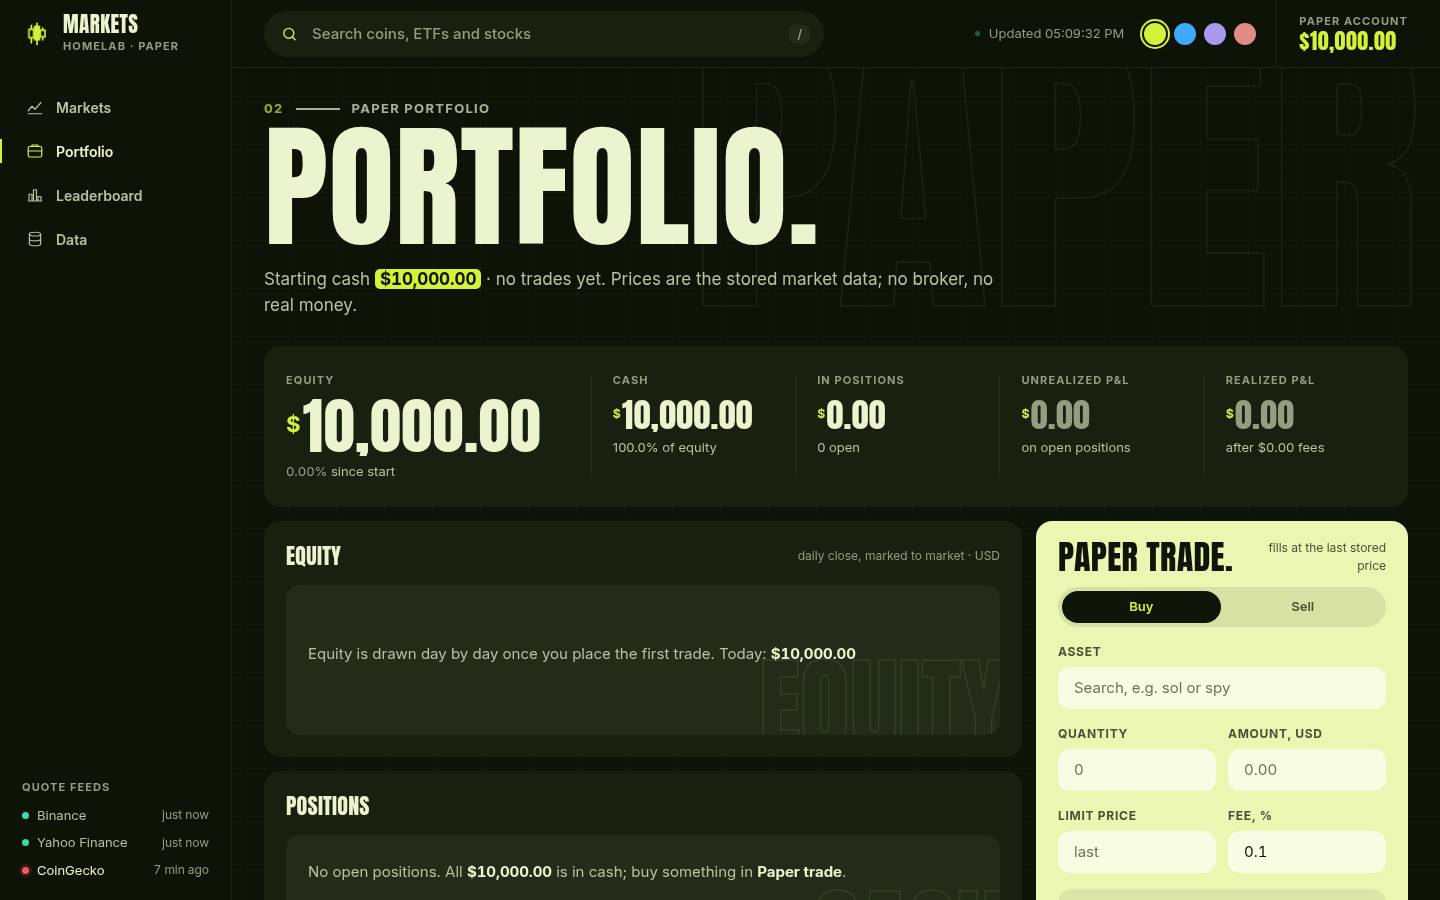 MARKETS
HOMELAB · PAPER
Search coins, ETFs and stocks
/
Updated 05:09:32 PM
PAPER ACCOUNT
$10,000.00
Markets
Portfolio
Leaderboard
Data
QUOTE FEEDS
Binance just now
Yahoo Finance just now
CoinGecko 7 min ago
PAPER
02 PAPER PORTFOLIO
PORTFOLIO.
Starting cash $10,000.00 · no trades yet. Prices are the stored market data; no broker, no
real money.
EQUITY
$10,000.00
0.00% since start
CASH
$10,000.00
100.0% of equity
IN POSITIONS
$0.00
0 open
UNREALIZED P&L
$0.00
on open positions
REALIZED P&L
$0.00
after $0.00 fees
EQUITY
daily close, marked to market · USD
Equity is drawn day by day once you place the first trade. Today: $10,000.00
EQUITY
POSITIONS
No open positions. All $10,000.00 is in cash; buy something in Paper trade.
PAPER TRADE.
fills at the last stored
price
Buy Sell
ASSET
Search, e.g. sol or spy
QUANTITY AMOUNT, USD
0 0.00
LIMIT PRICE FEE, %
last 0.1